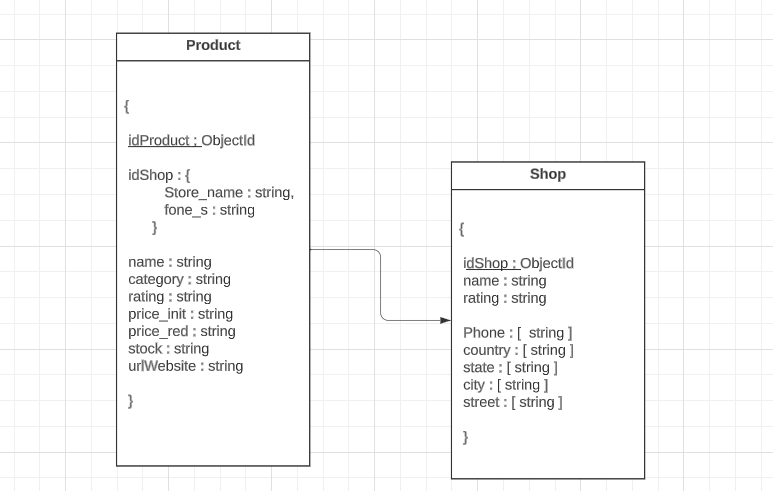 Product
{
idProduct : ObjectId
idShop : {
Store_name : string,
fone_s : string
}
name : string
category : string
rating : string
price_init : string
price_red : string
stock : string
urlWebsite : string
}
Shop
{
idShop : ObjectId
name : string
rating : string
Phone : [ string ]
country : [ string ]
state : [ string ]
city : [ string ]
street : [ string ]
}